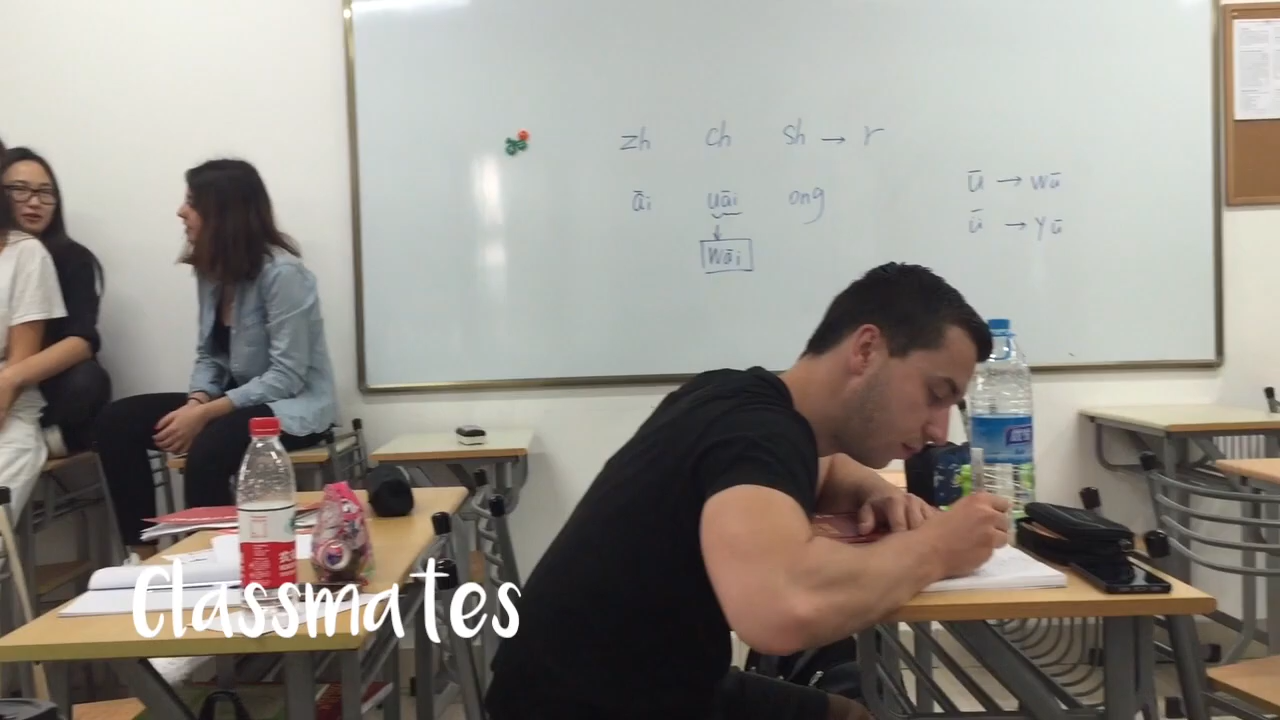 zh ch sh → r
āi uāi ong
wāi
ū → wū
ǖ → yū
Classmates